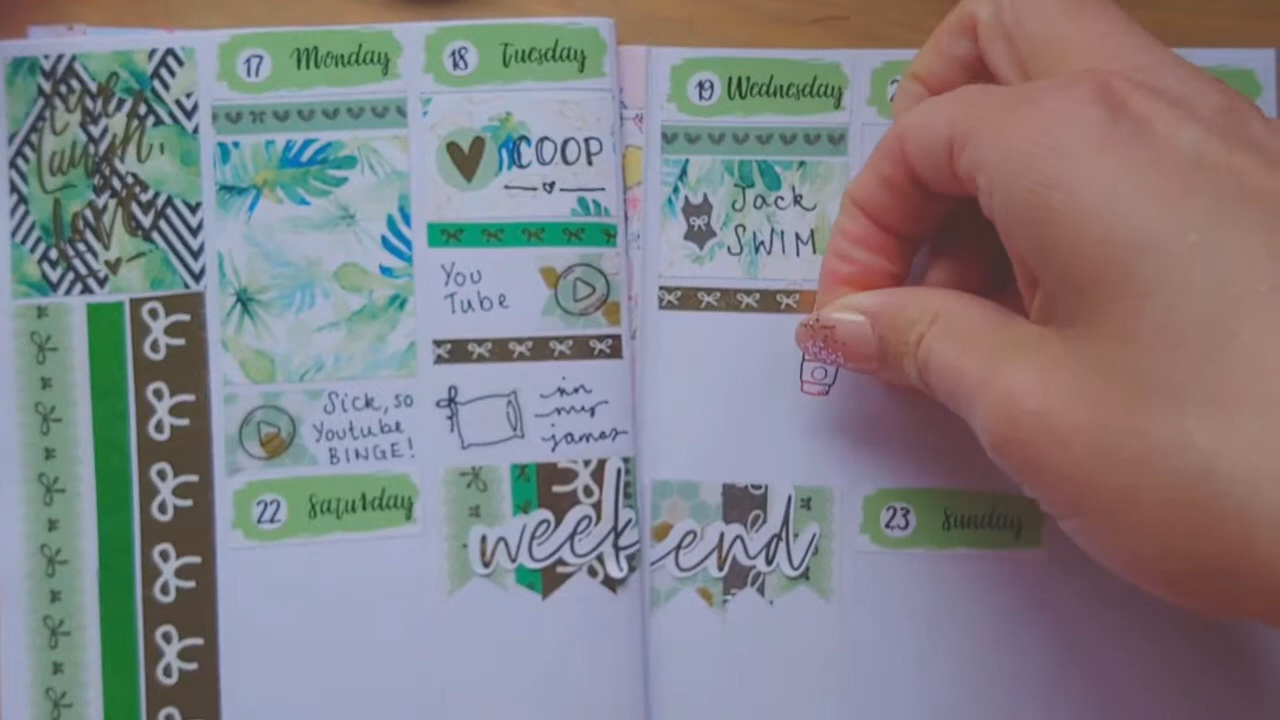 Live
Laugh.
love
17 Monday
Sick, so
Youtube
BINGE!
18 Tuesday
COOP
You
Tube
in
my
jamas
19 Wednesday
Jack
SWIM
22 Saturday
weekend
23 Sunday